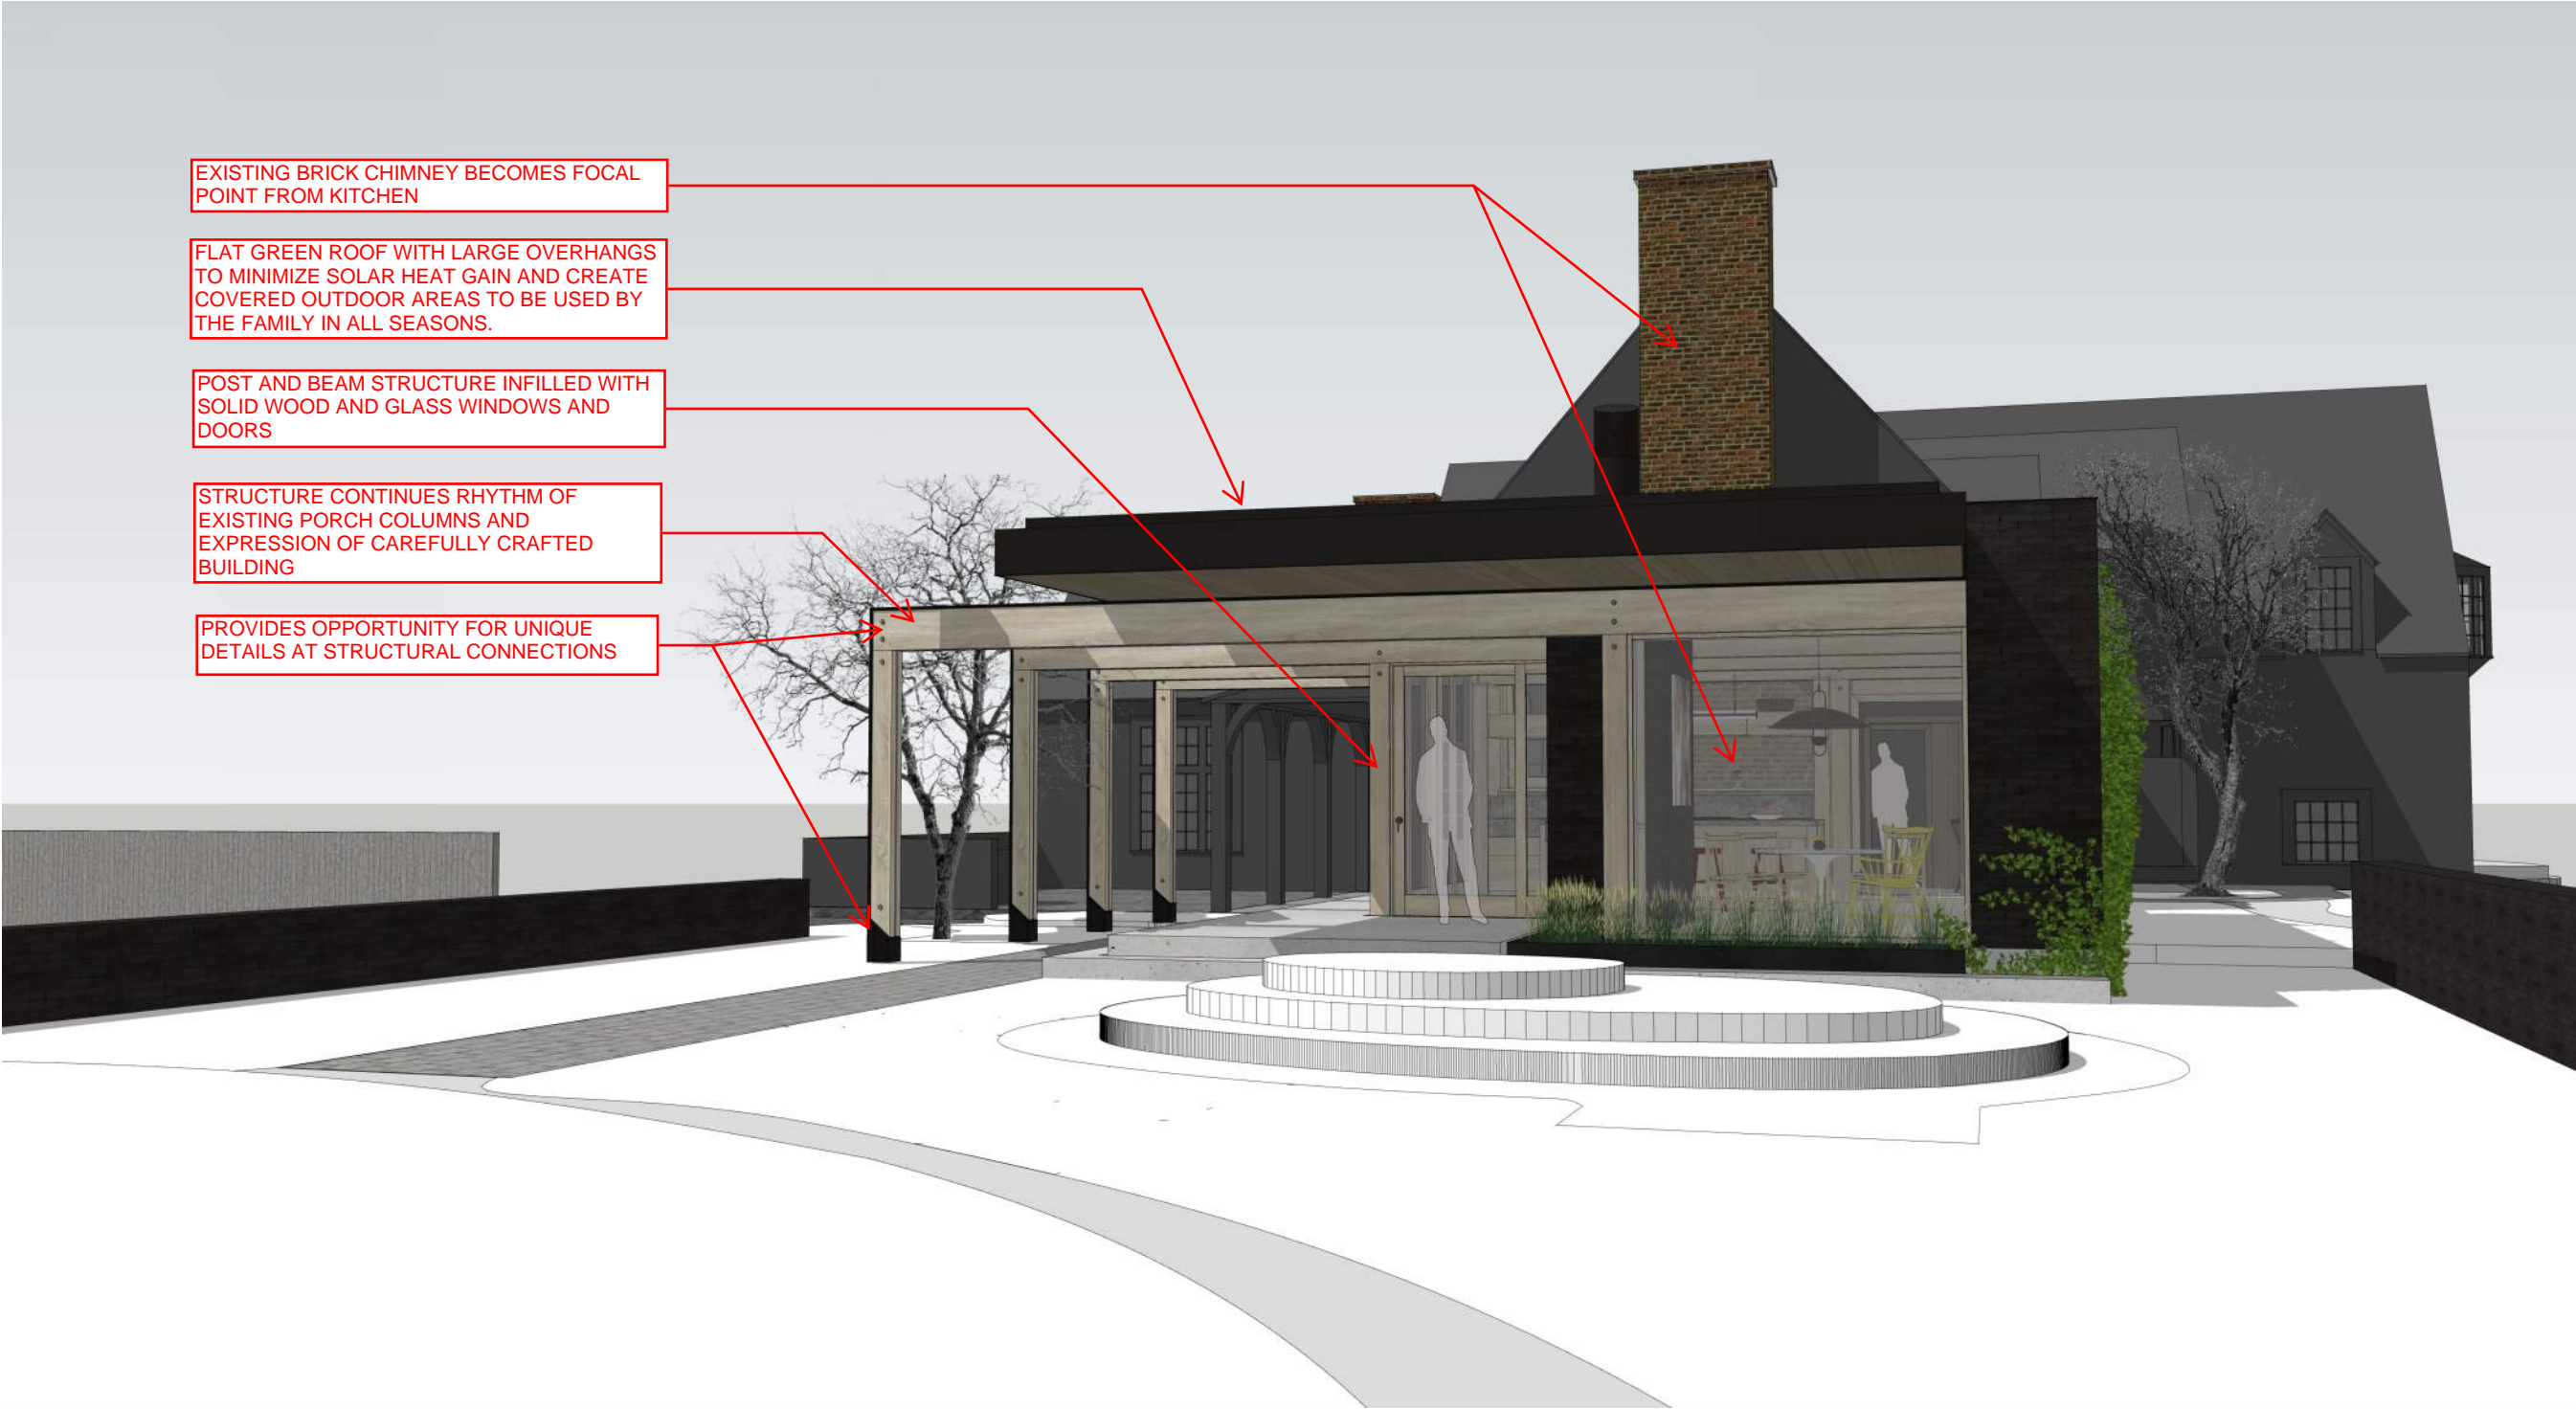 EXISTING BRICK CHIMNEY BECOMES FOCAL
POINT FROM KITCHEN
FLAT GREEN ROOF WITH LARGE OVERHANGS
TO MINIMIZE SOLAR HEAT GAIN AND CREATE
COVERED OUTDOOR AREAS TO BE USED BY
THE FAMILY IN ALL SEASONS.
POST AND BEAM STRUCTURE INFILLED WITH
SOLID WOOD AND GLASS WINDOWS AND
DOORS
STRUCTURE CONTINUES RHYTHM OF
EXISTING PORCH COLUMNS AND
EXPRESSION OF CAREFULLY CRAFTED
BUILDING
PROVIDES OPPORTUNITY FOR UNIQUE
DETAILS AT STRUCTURAL CONNECTIONS